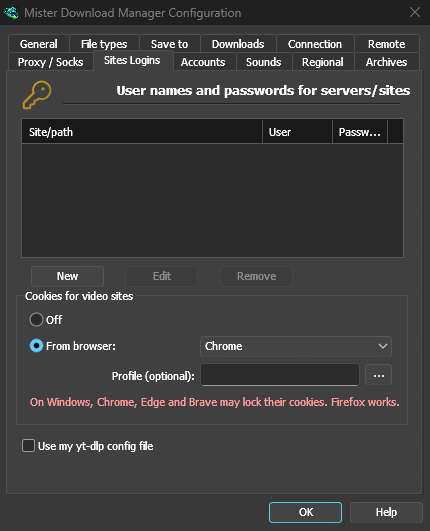 Mister Download Manager Configuration
General File types Save to Downloads Connection Remote
Proxy / Socks Sites Logins Accounts Sounds Regional Archives
User names and passwords for servers/sites
Site/path User Passw...
New Edit Remove
Cookies for video sites
Off
From browser: Chrome
Profile (optional): ...
On Windows, Chrome, Edge and Brave may lock their cookies. Firefox works.
Use my yt-dlp config file
OK Help